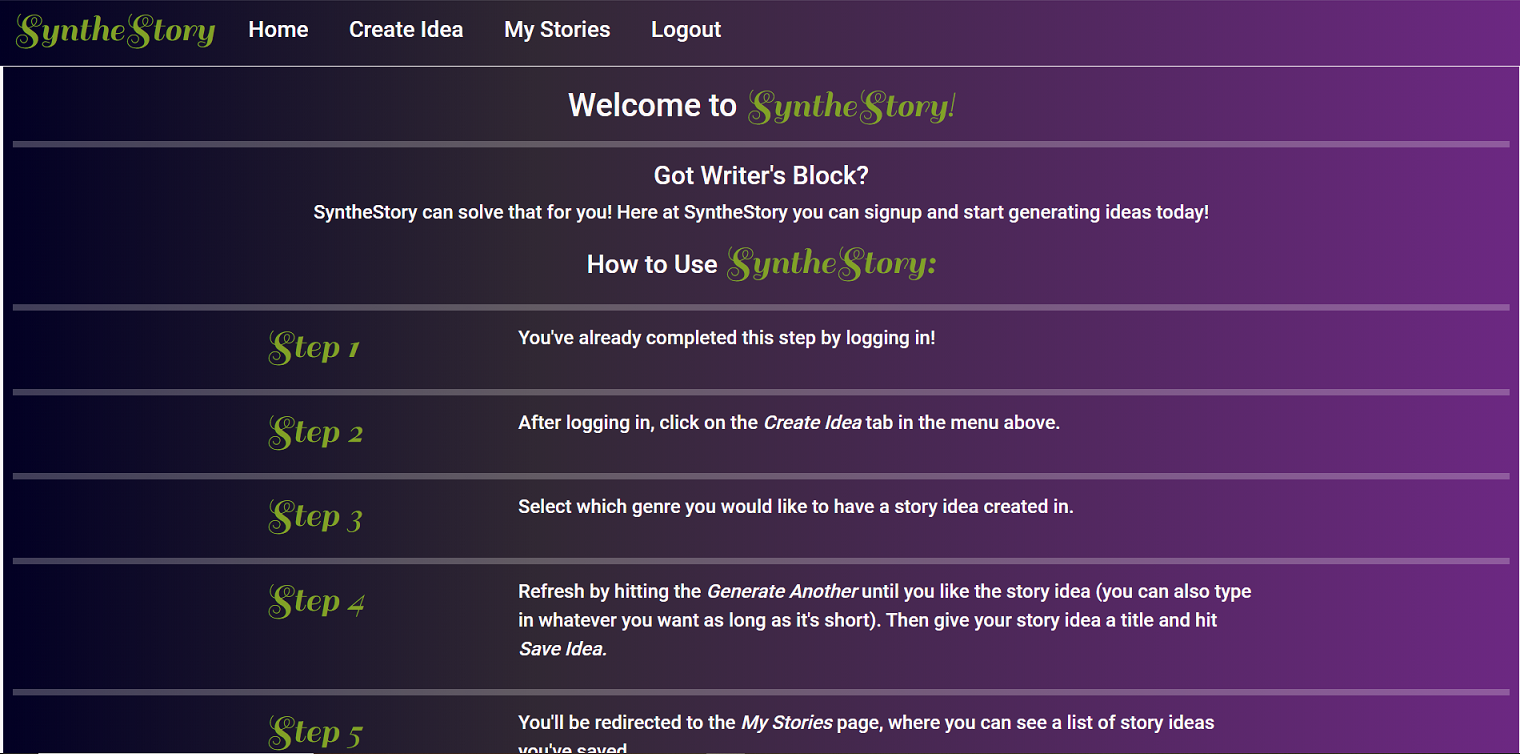 SyntheStory Home Create Idea My Stories Logout
Welcome to SyntheStory!
Got Writer's Block?
SyntheStory can solve that for you! Here at SyntheStory you can signup and start generating ideas today!
How to Use SyntheStory:
Step 1 You've already completed this step by logging in!
Step 2 After logging in, click on the Create Idea tab in the menu above.
Step 3 Select which genre you would like to have a story idea created in.
Step 4 Refresh by hitting the Generate Another until you like the story idea (you can also type
in whatever you want as long as it's short). Then give your story idea a title and hit
Save Idea.
Step 5 You'll be redirected to the My Stories page, where you can see a list of story ideas
you've saved